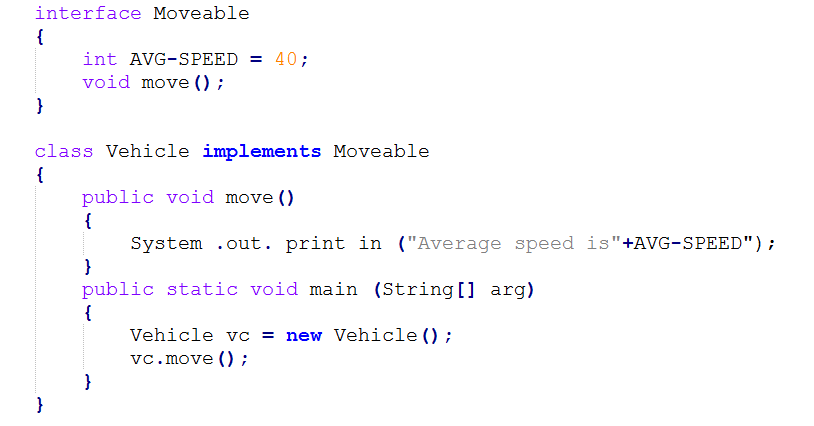 interface Moveable
{
int AVG-SPEED = 40;
void move();
}
class Vehicle implements Moveable
{
public void move()
{
System .out. print in ("Average speed is"+AVG-SPEED");
}
public static void main (String[] arg)
{
Vehicle vc = new Vehicle();
vc.move();
}
}